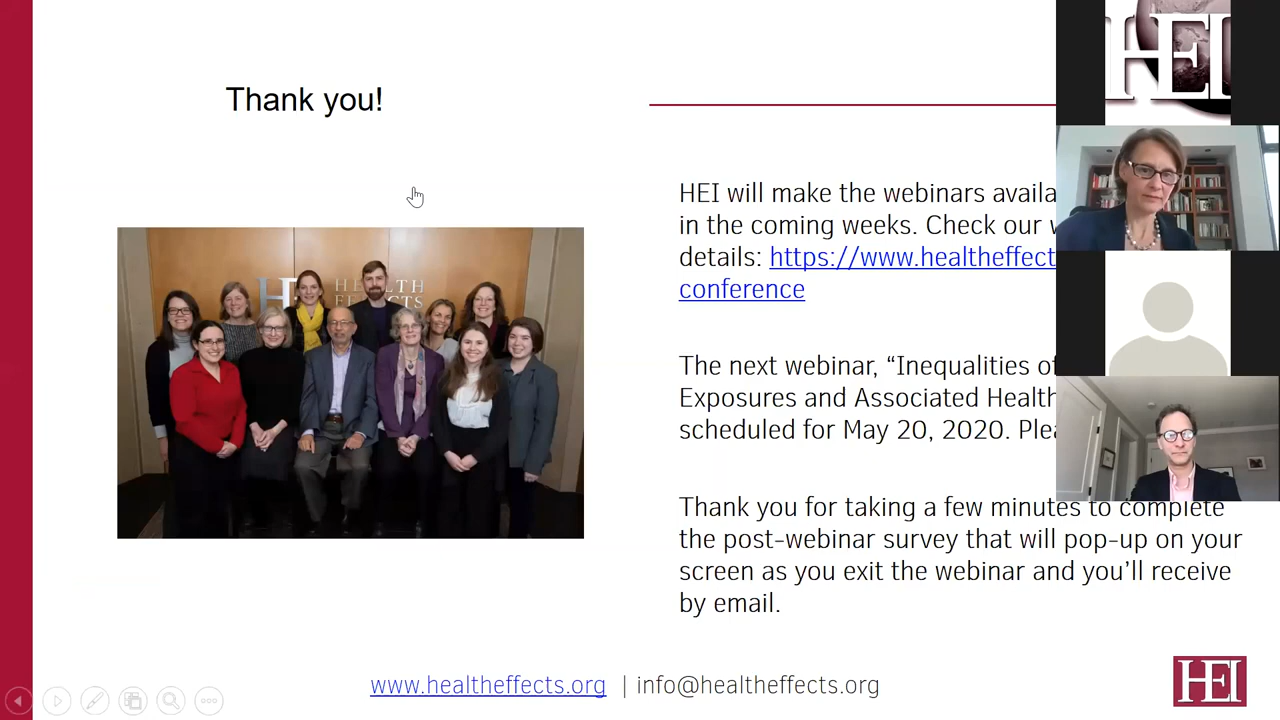 HEI
Thank you!
HEI will make the webinars
in the coming weeks. Check our
details: https://www.healtheffect
conference
HEALTH
EFFECTS
The next webinar, “Inequalities of
Exposures and Associated Health
scheduled for May 20, 2020.
Thank you for taking a few minutes to complete
the post-webinar survey that will pop-up on your
screen as you exit the webinar and you’ll receive
by email.
www.healtheffects.org | info@healtheffects.org
HEI